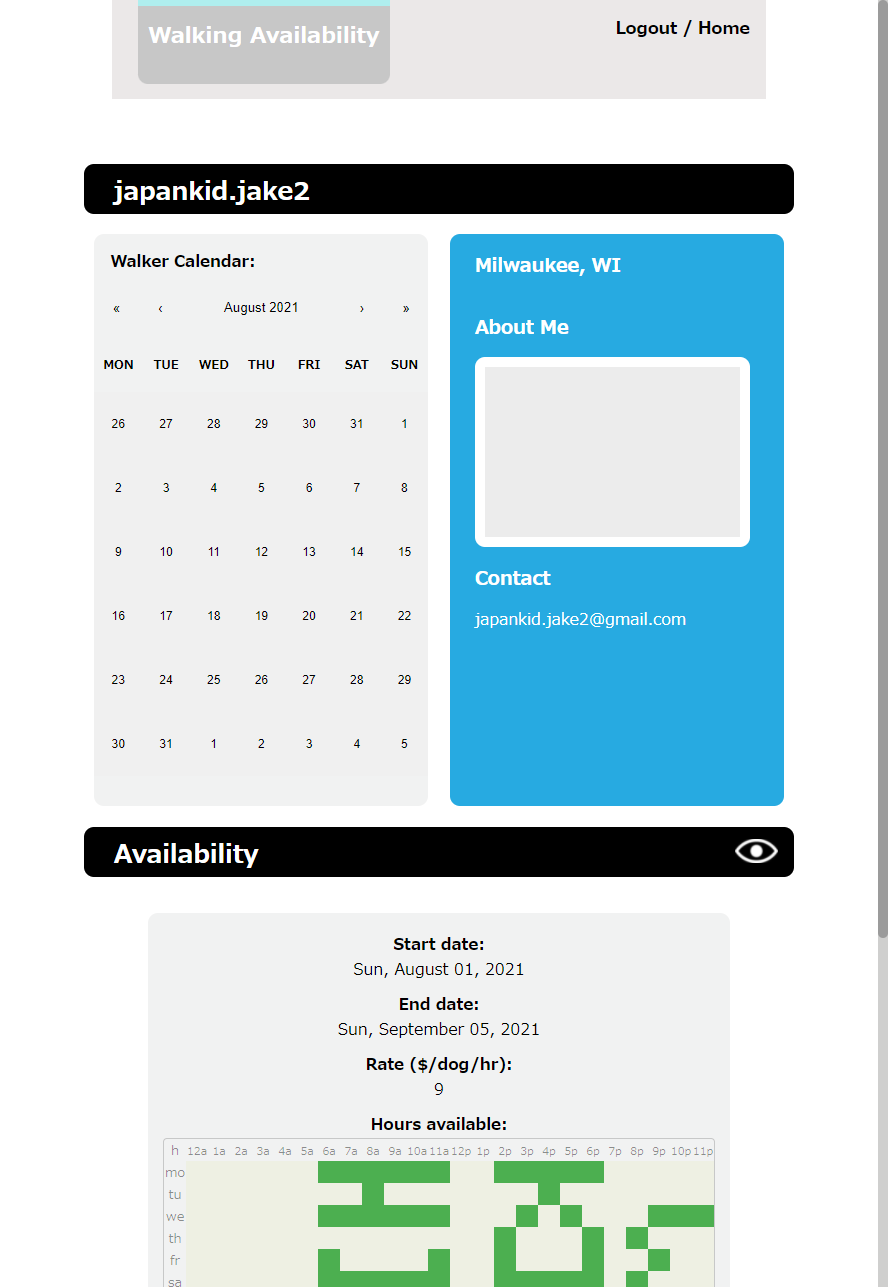 Walking Availability
Logout / Home
japankid.jake2
Walker Calendar:
« ‹ August 2021 › »
MON TUE WED THU FRI SAT SUN
26 27 28 29 30 31 1
2 3 4 5 6 7 8
9 10 11 12 13 14 15
16 17 18 19 20 21 22
23 24 25 26 27 28 29
30 31 1 2 3 4 5
Milwaukee, WI
About Me
Contact
japankid.jake2@gmail.com
Availability
Start date:
Sun, August 01, 2021
End date:
Sun, September 05, 2021
Rate ($/dog/hr):
9
Hours available:
h 12a 1a 2a 3a 4a 5a 6a 7a 8a 9a 10a 11a 12p 1p 2p 3p 4p 5p 6p 7p 8p 9p 10p 11p
mo
tu
we
th
fr
sa